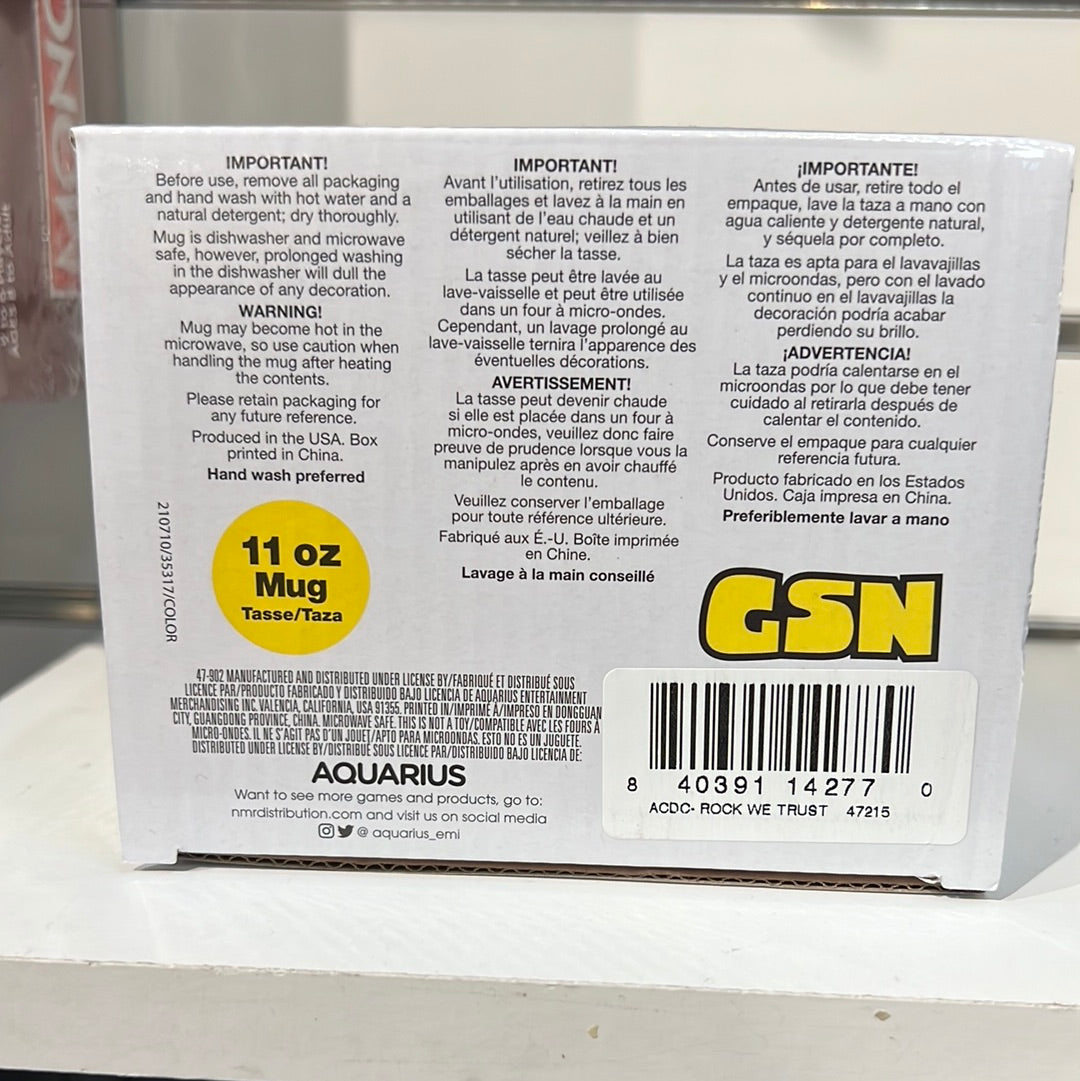 IMPORTANT!
Before use, remove all packaging
and hand wash with hot water and a
natural detergent; dry thoroughly.
Mug is dishwasher and microwave
safe, however, prolonged washing
in the dishwasher will dull the
appearance of any decoration.
WARNING!
Mug may become hot in the
microwave, so use caution when
handling the mug after heating
the contents.
Please retain packaging for
any future reference.
Produced in the USA. Box
printed in China.
Hand wash preferred
IMPORTANT!
Avant l'utilisation, retirez tous les
emballages et lavez à la main en
utilisant de l'eau chaude et un
détergent naturel; veillez à bien
sécher la tasse.
La tasse peut être lavée au
lave-vaisselle et peut être utilisée
dans un four à micro-ondes.
Cependant, un lavage prolongé au
lave-vaisselle ternira l'apparence des
éventuelles décorations.
AVERTISSEMENT!
La tasse peut devenir chaude
si elle est placée dans un four à
micro-ondes, veuillez donc faire
preuve de prudence lorsque vous la
manipulez après en avoir chauffé
le contenu.
Veuillez conserver l'emballage
pour toute référence ultérieure.
Fabriqué aux É.-U. Boîte imprimée
en Chine.
Lavage à la main conseillé
¡IMPORTANTE!
Antes de usar, retire todo el
empaque, lave la taza a mano con
agua caliente y detergente natural,
y séquela por completo.
La taza es apta para el lavavajillas
y el microondas, pero con el lavado
continuo en el lavavajillas la
decoración podría acabar
perdiendo su brillo.
¡ADVERTENCIA!
La taza podría calentarse en el
microondas por lo que debe tener
cuidado al retirarla después de
calentar el contenido.
Conserve el empaque para cualquier
referencia futura.
Producto fabricado en los Estados
Unidos. Caja impresa en China.
Preferiblemente lavar a mano
210710/35317/COLOR
11 oz
Mug
Tasse/Taza
GSN
47-902 MANUFACTURED AND DISTRIBUTED UNDER LICENSE BY/FABRIQUÉ ET DISTRIBUÉ SOUS
LICENCE PAR/PRODUCTO FABRICADO Y DISTRIBUIDO BAJO LICENCIA DE AQUARIUS ENTERTAINMENT
MERCHANDISING INC. VALENCIA, CALIFORNIA, USA 91355. PRINTED IN/IMPRIMÉ À/IMPRESO EN DONGGUAN
CITY, GUANGDONG PROVINCE, CHINA. MICROWAVE SAFE. THIS IS NOT A TOY/COMPATIBLE AVEC LES FOURS À
MICRO-ONDES. IL NE S'AGIT PAS D'UN JOUET/APTO PARA MICROONDAS. ESTO NO ES UN JUGUETE.
DISTRIBUTED UNDER LICENSE BY/DISTRIBUÉ SOUS LICENCE PAR/DISTRIBUIDO BAJO LICENCIA DE:
AQUARIUS
Want to see more games and products, go to:
nmrdistribution.com and visit us on social media
@ aquarius_emi
8 40391 14277 0
ACDC- ROCK WE TRUST 47215